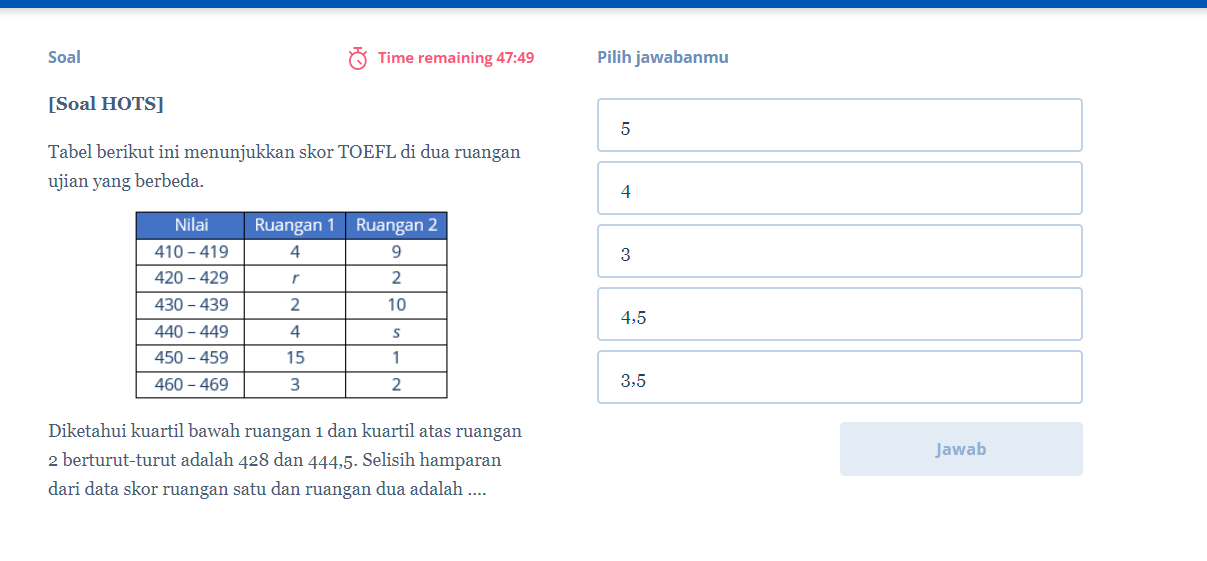 Soal
Time remaining 47:49
[Soal HOTS]
Tabel berikut ini menunjukkan skor TOEFL di dua ruangan
ujian yang berbeda.
Nilai Ruangan 1 Ruangan 2
410 – 419 4 9
420 – 429 r 2
430 – 439 2 10
440 – 449 4 s
450 – 459 15 1
460 – 469 3 2
Diketahui kuartil bawah ruangan 1 dan kuartil atas ruangan
2 berturut-turut adalah 428 dan 444,5. Selisih hamparan
dari data skor ruangan satu dan ruangan dua adalah ....
Pilih jawabanmu
5
4
3
4,5
3,5
Jawab